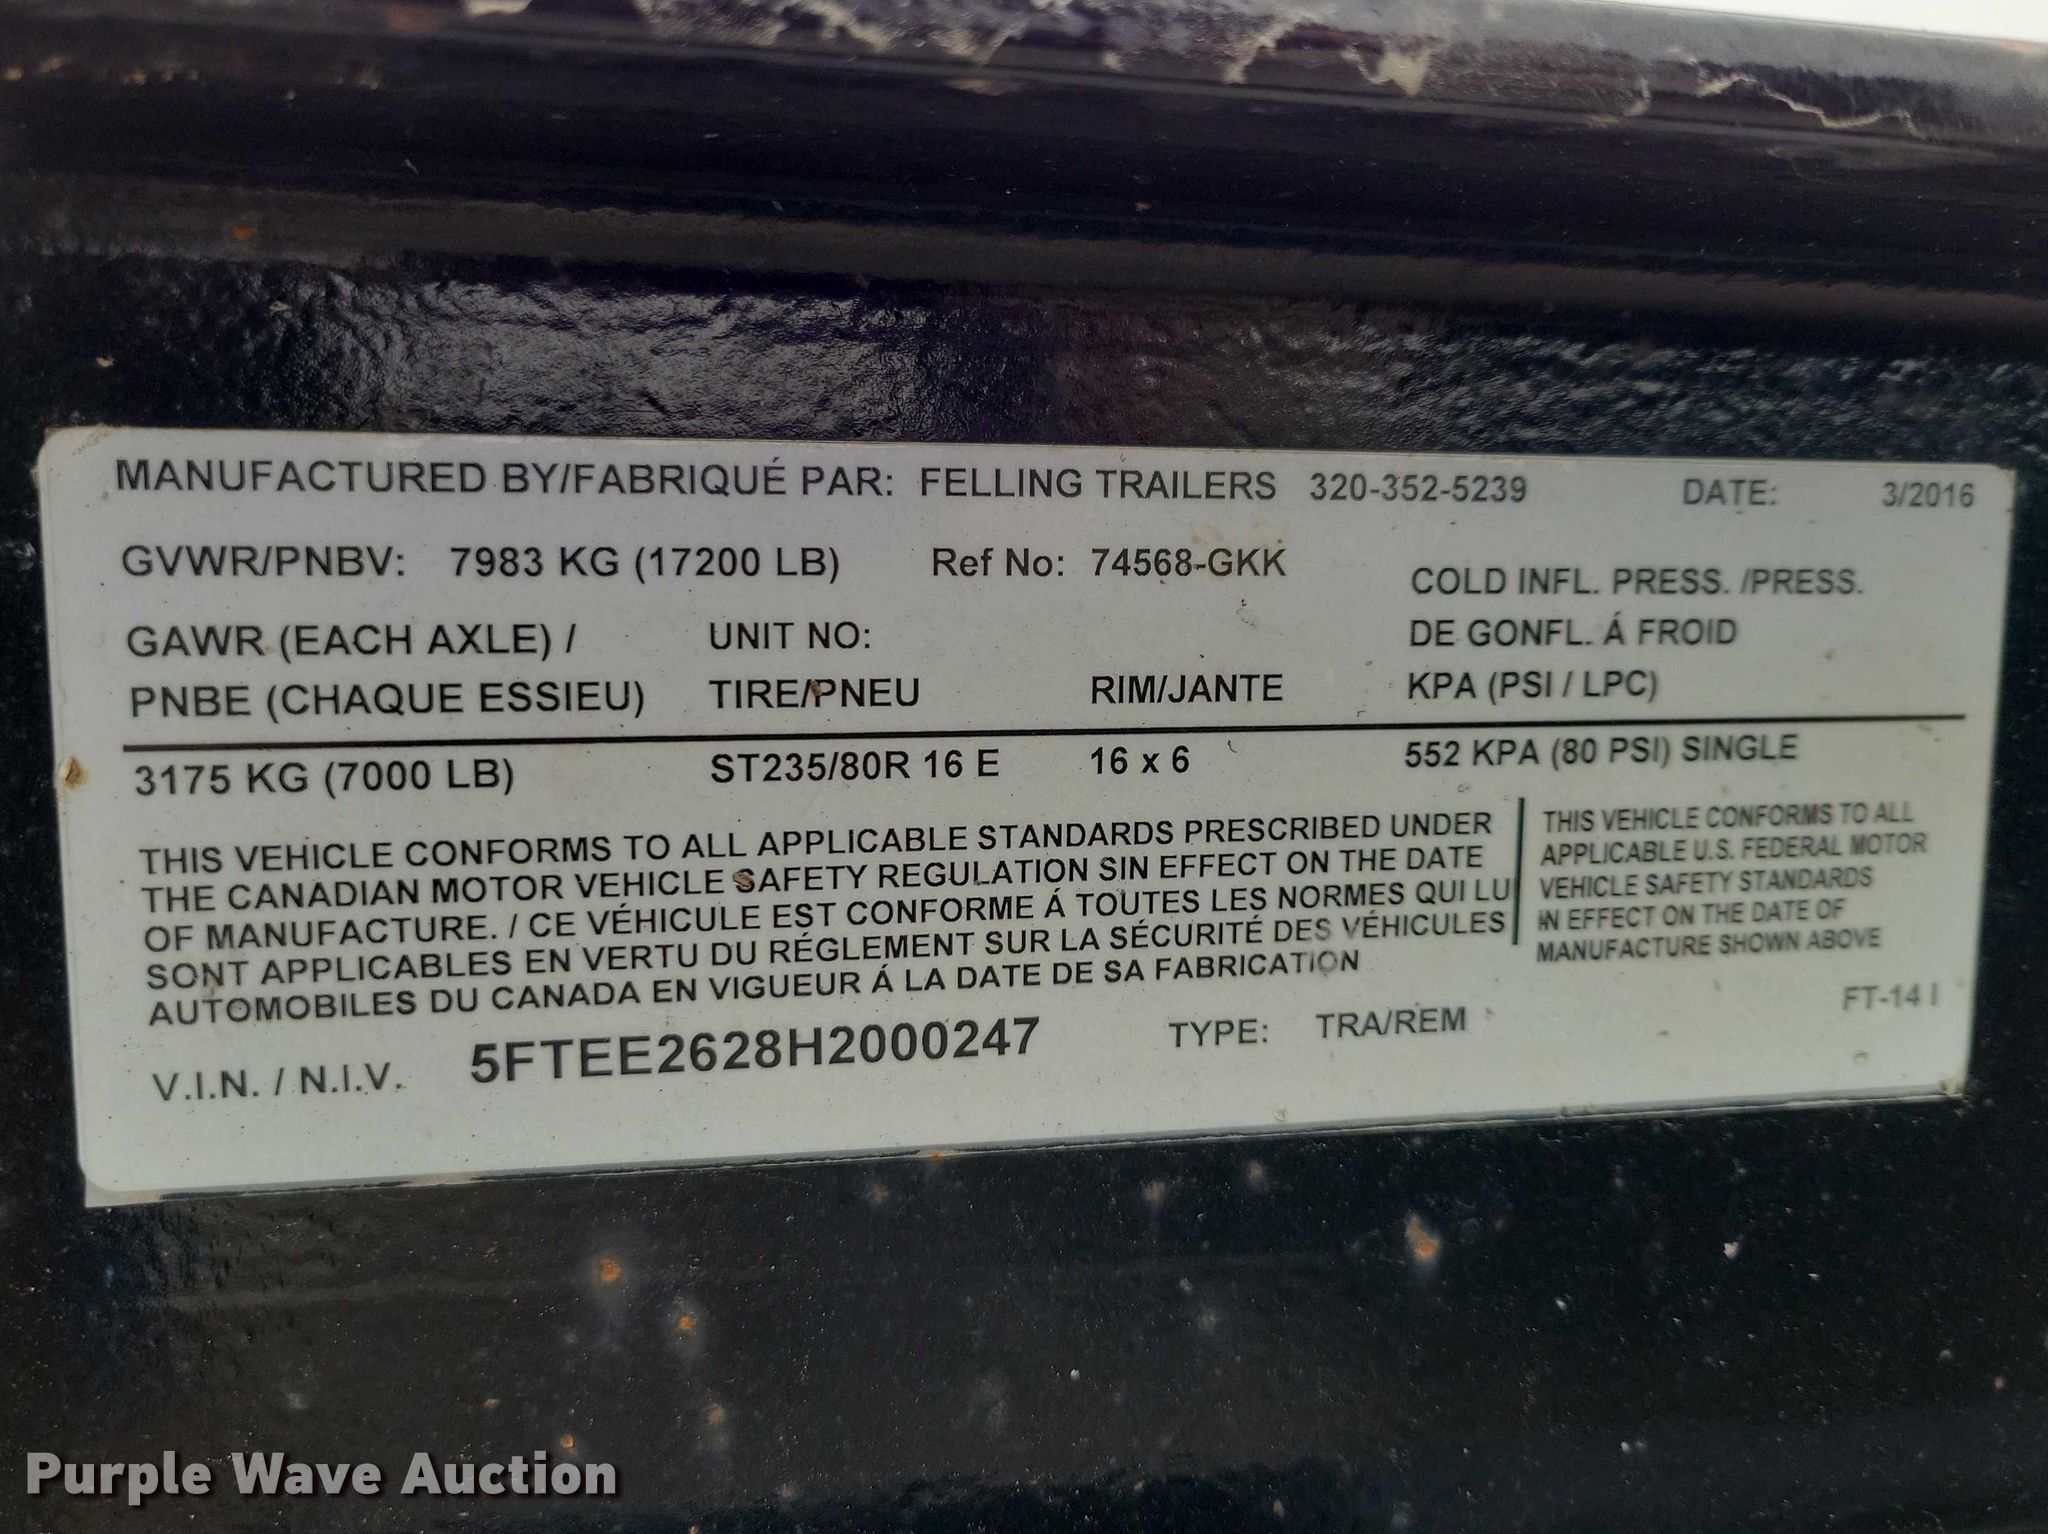 MANUFACTURED BY/FABRIQUÉ PAR: FELLING TRAILERS 320-352-5239 DATE: 3/2016
GVWR/PNBV: 7983 KG (17200 LB) Ref No: 74568-GKK
COLD INFL. PRESS. /PRESS.
GAWR (EACH AXLE) / UNIT NO: DE GONFL. Á FROID
PNBE (CHAQUE ESSIEU) TIRE/PNEU RIM/JANTE KPA (PSI / LPC)
3175 KG (7000 LB) ST235/80R 16 E 16 x 6 552 KPA (80 PSI) SINGLE
THIS VEHICLE CONFORMS TO ALL APPLICABLE STANDARDS PRESCRIBED UNDER
THE CANADIAN MOTOR VEHICLE SAFETY REGULATION SIN EFFECT ON THE DATE
OF MANUFACTURE. / CE VÉHICULE EST CONFORME Á TOUTES LES NORMES QUI LU
SONT APPLICABLES EN VERTU DU RÉGLEMENT SUR LA SÉCURITÉ DES VÉHICULES
AUTOMOBILES DU CANADA EN VIGUEUR Á LA DATE DE SA FABRICATION
THIS VEHICLE CONFORMS TO ALL
APPLICABLE U.S. FEDERAL MOTOR
VEHICLE SAFETY STANDARDS
IN EFFECT ON THE DATE OF
MANUFACTURE SHOWN ABOVE
FT-14 I
V.I.N. / N.I.V. 5FTEE2628H2000247 TYPE: TRA/REM
Purple Wave Auction